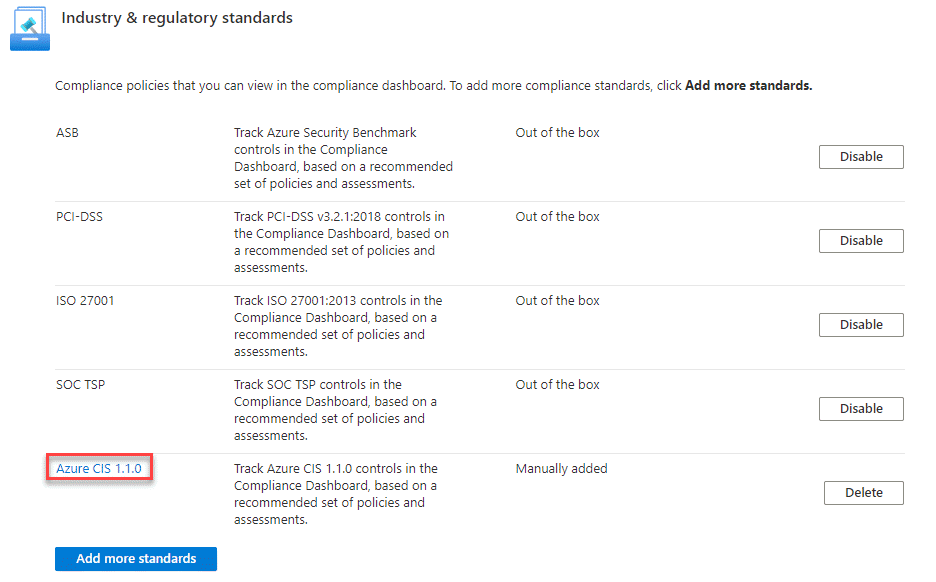 Industry & regulatory standards
Compliance policies that you can view in the compliance dashboard. To add more compliance standards, click Add more standards.
ASB
Track Azure Security Benchmark
controls in the Compliance
Dashboard, based on a recommended
set of policies and assessments.
Out of the box
Disable
PCI-DSS
Track PCI-DSS v3.2.1:2018 controls in
the Compliance Dashboard, based on
a recommended set of policies and
assessments.
Out of the box
Disable
ISO 27001
Track ISO 27001:2013 controls in the
Compliance Dashboard, based on a
recommended set of policies and
assessments.
Out of the box
Disable
SOC TSP
Track SOC TSP controls in the
Compliance Dashboard, based on a
recommended set of policies and
assessments.
Out of the box
Disable
Azure CIS 1.1.0
Track Azure CIS 1.1.0 controls in the
Compliance Dashboard, based on a
recommended set of policies and
assessments.
Manually added
Delete
Add more standards